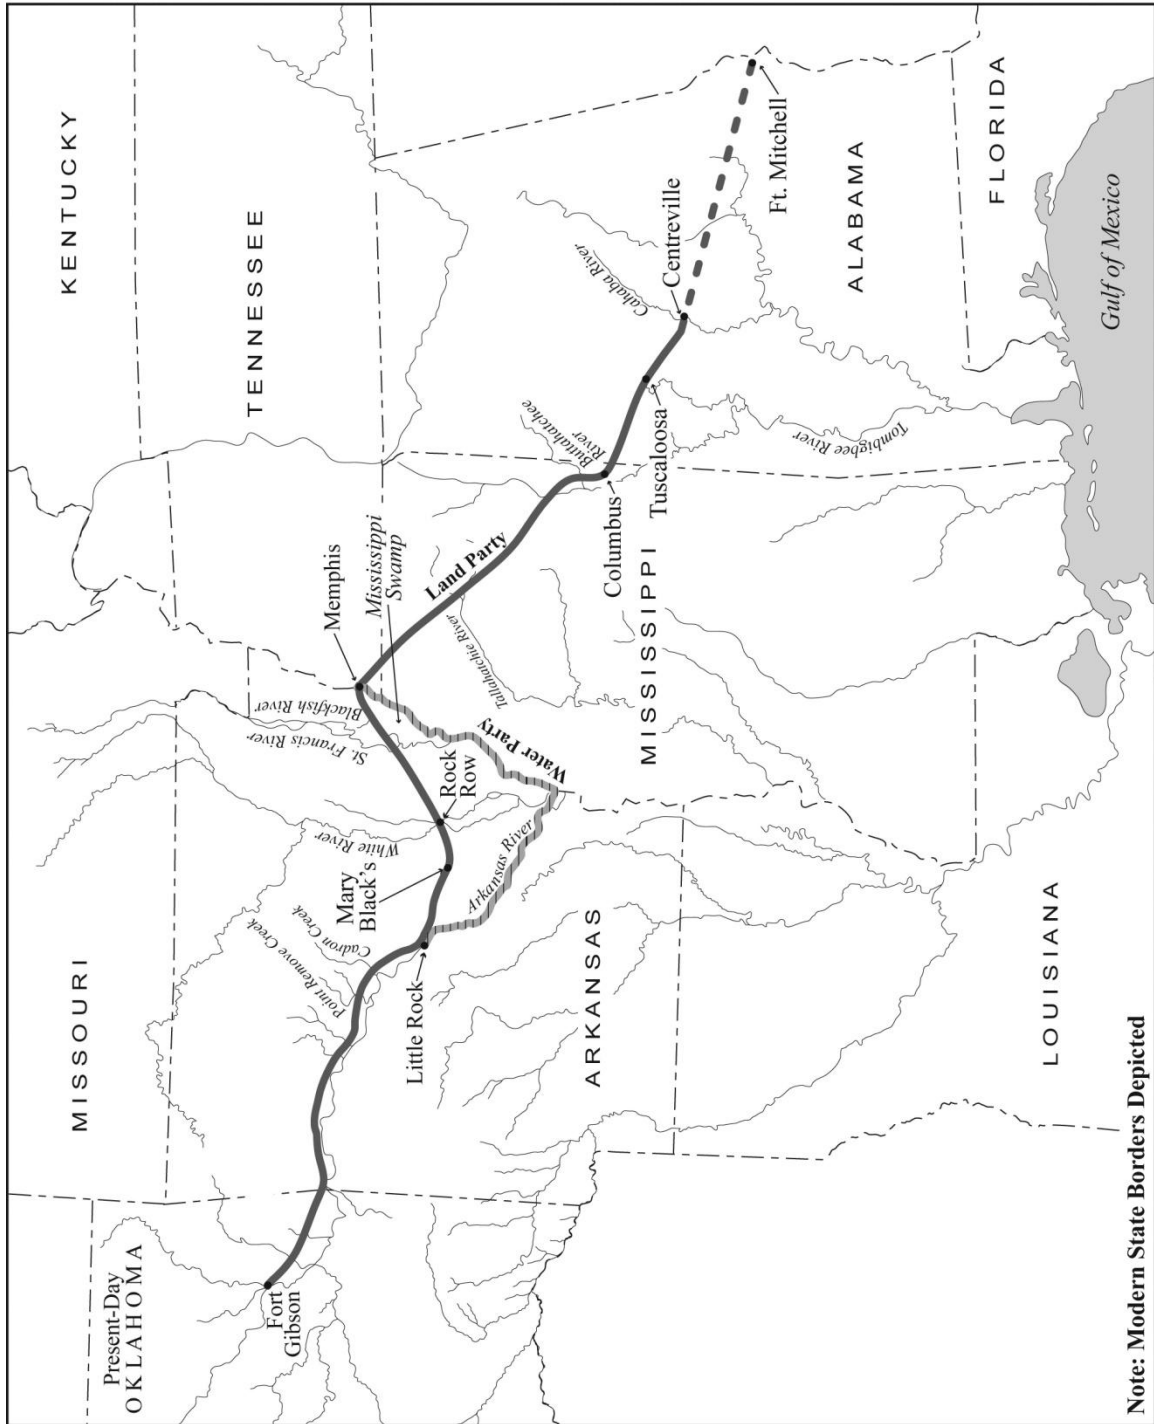 KENTUCKY
TENNESSEE
MISSOURI
Present-Day
OKLAHOMA
Fort
Gibson
Point Remove Creek
Cadron Creek
Little Rock
Mary
Black's
White River
Rock
Row
St. Francis River
Blackfish River
Memphis
Mississippi
Swamp
Land Party
Water Party
Arkansas River
Tallahatchie River
Buttahatchee
River
Columbus
Tuscaloosa
Cahaba River
Centreville
Ft. Mitchell
Tombigbee River
ARKANSAS
MISSISSIPPI
ALABAMA
LOUISIANA
FLORIDA
Gulf of Mexico
Note: Modern State Borders Depicted